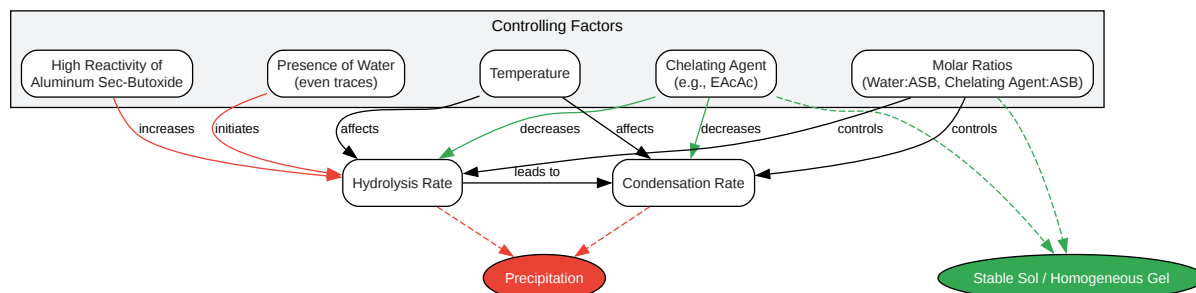 Controlling Factors
High Reactivity of
Aluminum Sec-Butoxide
Presence of Water
(even traces)
Temperature
Chelating Agent
(e.g., EAcAc)
Molar Ratios
(Water:ASB, Chelating Agent:ASB)
increases
initiates
affects
decreases
affects
decreases
controls
controls
Hydrolysis Rate
leads to
Condensation Rate
Precipitation
Stable Sol / Homogeneous Gel